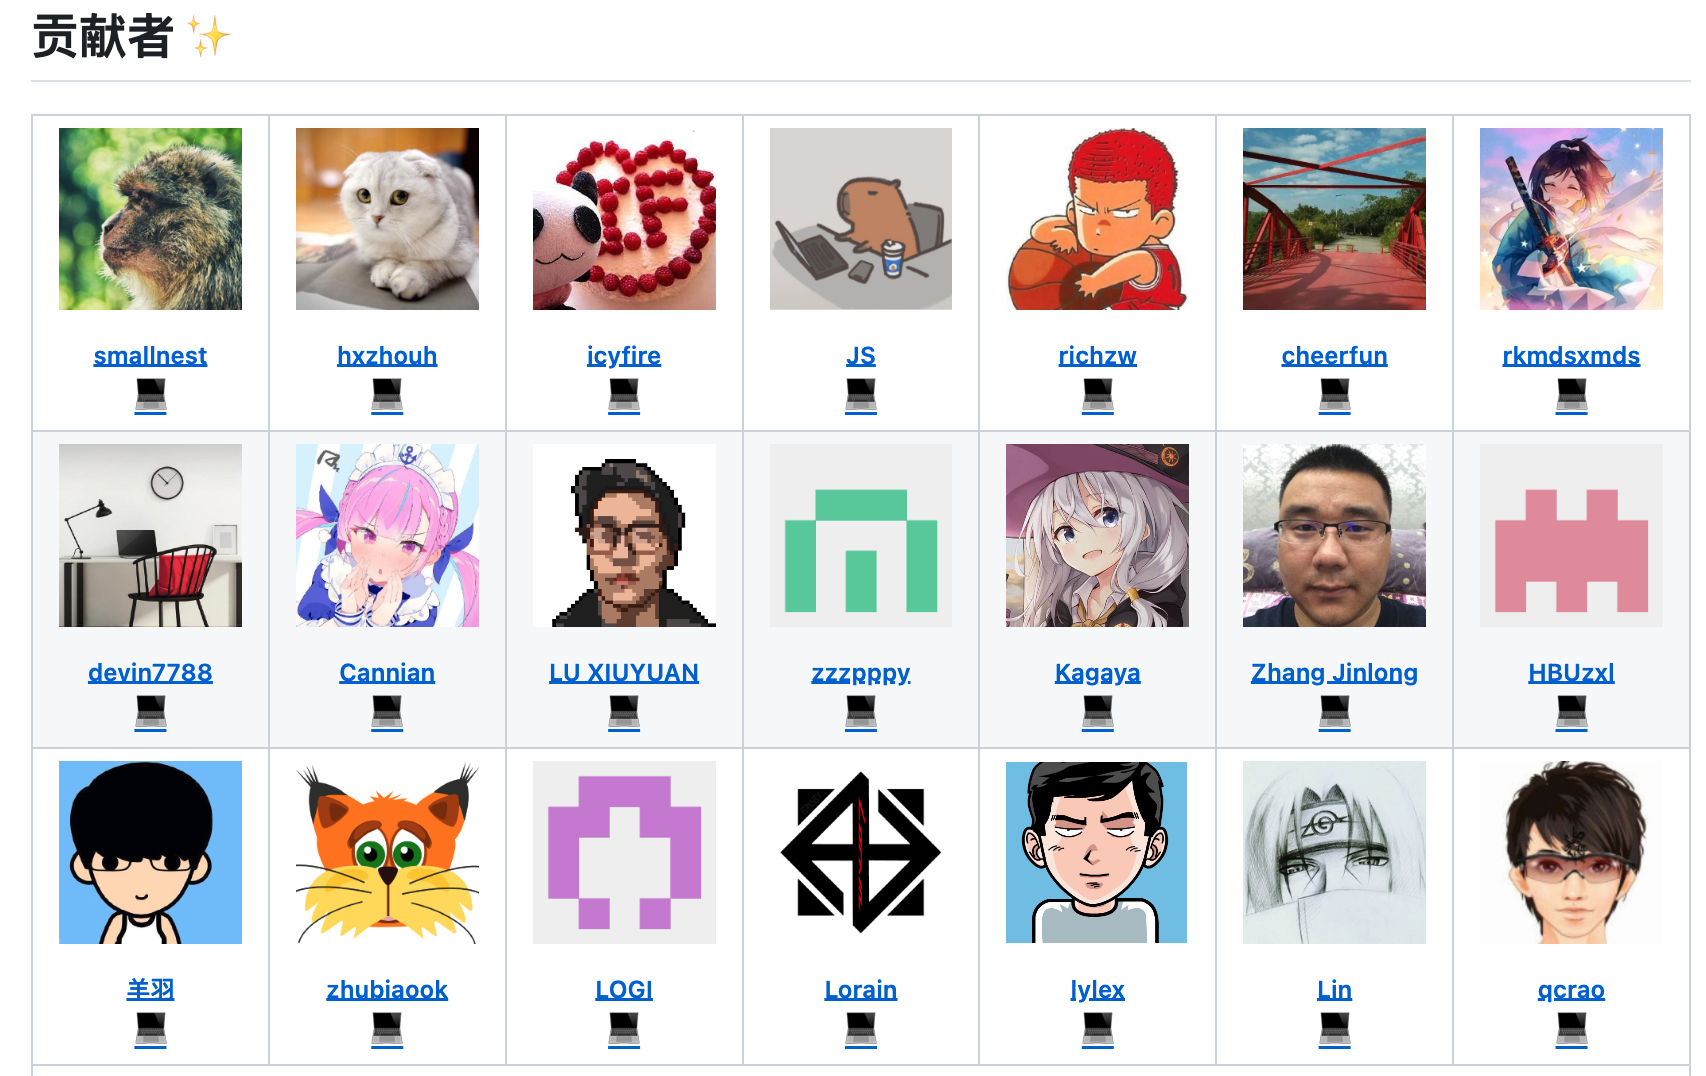 贡献者 ✨
smallnest
hxzhouh
icyfire
JS
richzw
cheerfun
rkmdsxmds
devin7788
Cannian
LU XIUYUAN
zzzpppy
Kagaya
Zhang Jinlong
HBUzxl
羊羽
zhubiaook
LOGI
Lorain
lylex
Lin
qcrao